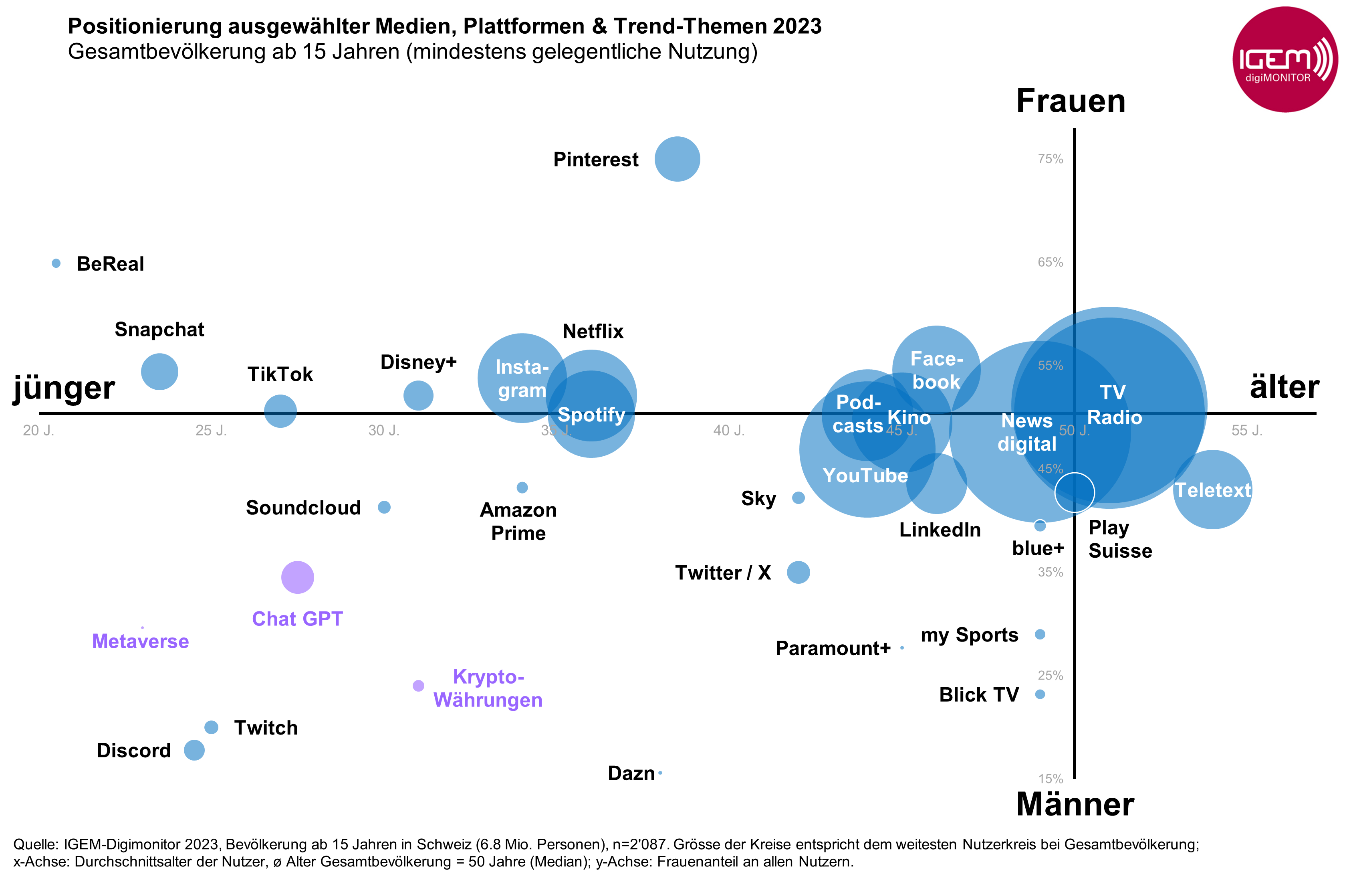 Positionierung ausgewählter Medien, Plattformen & Trend-Themen 2023
Gesamtbevölkerung ab 15 Jahren (mindestens gelegentliche Nutzung)
IGEM
digiMONITOR
Frauen
75%
Pinterest
65%
BeReal
Snapchat
Netflix
TikTok
Disney+
Insta-
gram
Face-
book
55%
jünger
älter
TV
Radio
Spotify
Pod-
casts
Kino
News
digital
20 J.
25 J.
30 J.
35 J.
40 J.
45 J.
50 J.
55 J.
45%
YouTube
Teletext
Sky
Soundcloud
Amazon
Prime
LinkedIn
Play
Suisse
blue+
35%
Twitter / X
Chat GPT
Metaverse
my Sports
Paramount+
25%
Krypto-
Währungen
Blick TV
Twitch
Discord
Dazn
15%
Männer
Quelle: IGEM-Digimonitor 2023, Bevölkerung ab 15 Jahren in Schweiz (6.8 Mio. Personen), n=2'087. Grösse der Kreise entspricht dem weitesten Nutzerkreis bei Gesamtbevölkerung;
x-Achse: Durchschnittsalter der Nutzer, ø Alter Gesamtbevölkerung = 50 Jahre (Median); y-Achse: Frauenanteil an allen Nutzern.